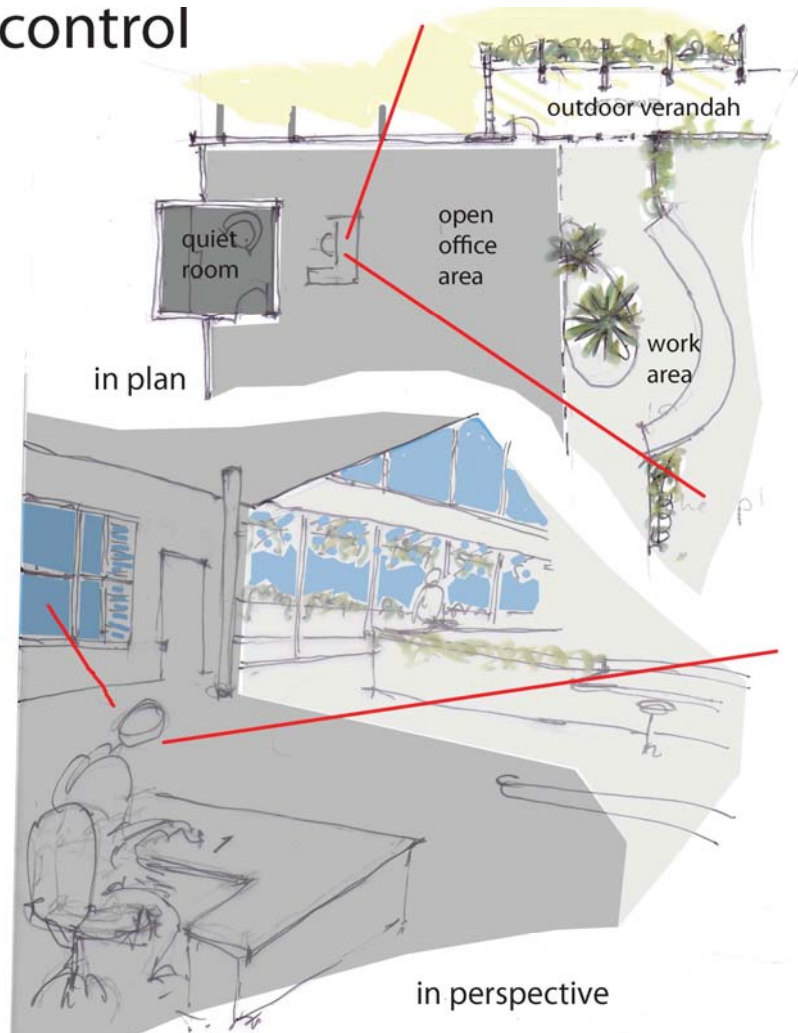 control
outdoor verandah
quiet
room
open
office
area
work
area
in plan
in perspective